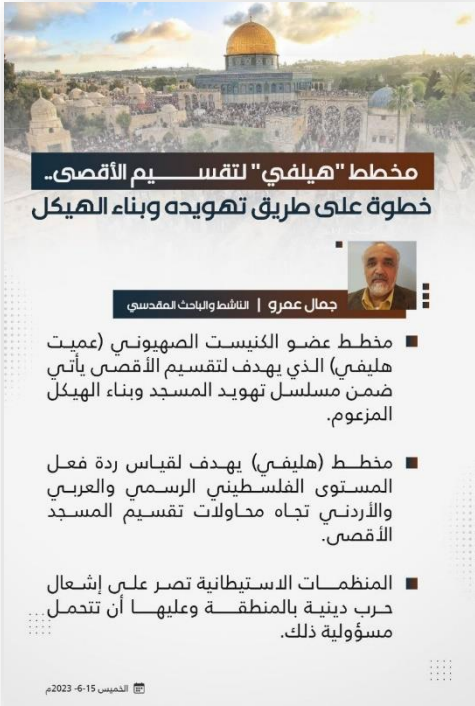 مخطط "هيلفي" لتقسيم الأقصى..
خطوة على طريق تهويده وبناء الهيكل
جمال عمرو | الناشط والباحث المقدسي
مخطط عضو الكنيست الصهيوني (عميت
هليفي) الذي يهدف لتقسيم الأقصى يأتي
ضمن مسلسل تهويد المسجد وبناء الهيكل
المزعوم.
مخطط (هليفي) يهدف لقياس ردة فعل
المستوى الفلسطيني الرسمي والعربي
والأردني تجاه محاولات تقسيم المسجد
الأقصى.
المنظمات الاستيطانية تصر على إشعال
حرب دينية بالمنطقة وعليها أن تتحمل
مسؤولية ذلك.
الخميس 15-6- 2023م